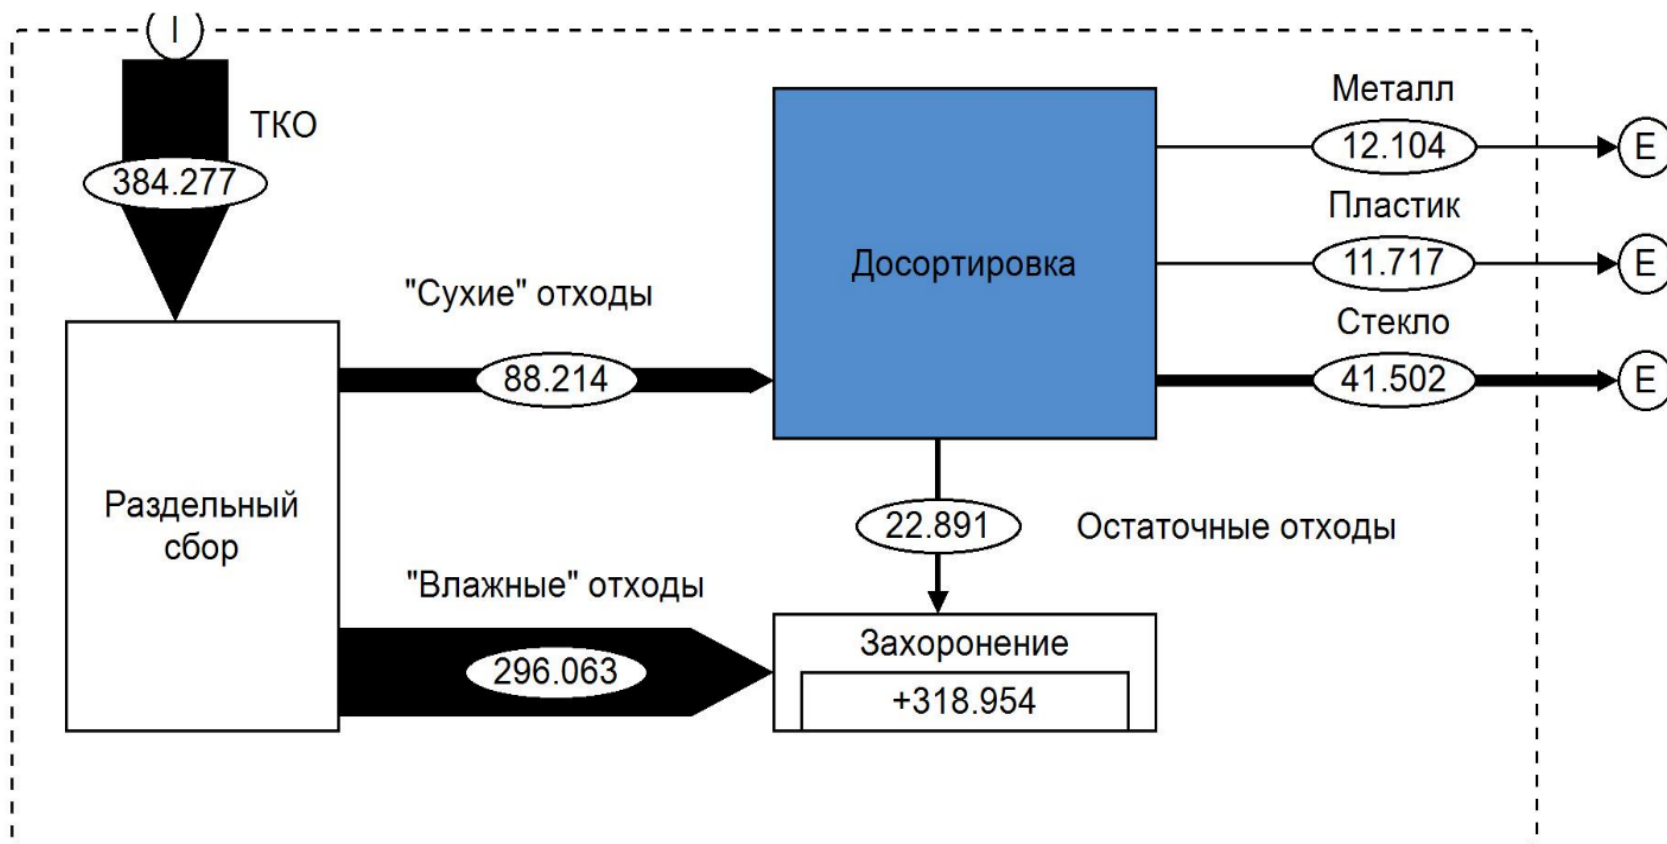 I
ТКО
384.277
"Сухие" отходы
88.214
Раздельный
сбор
"Влажные" отходы
296.063
Досортировка
Металл
12.104
E
Пластик
11.717
E
Стекло
41.502
E
22.891
Остаточные отходы
Захоронение
+318.954